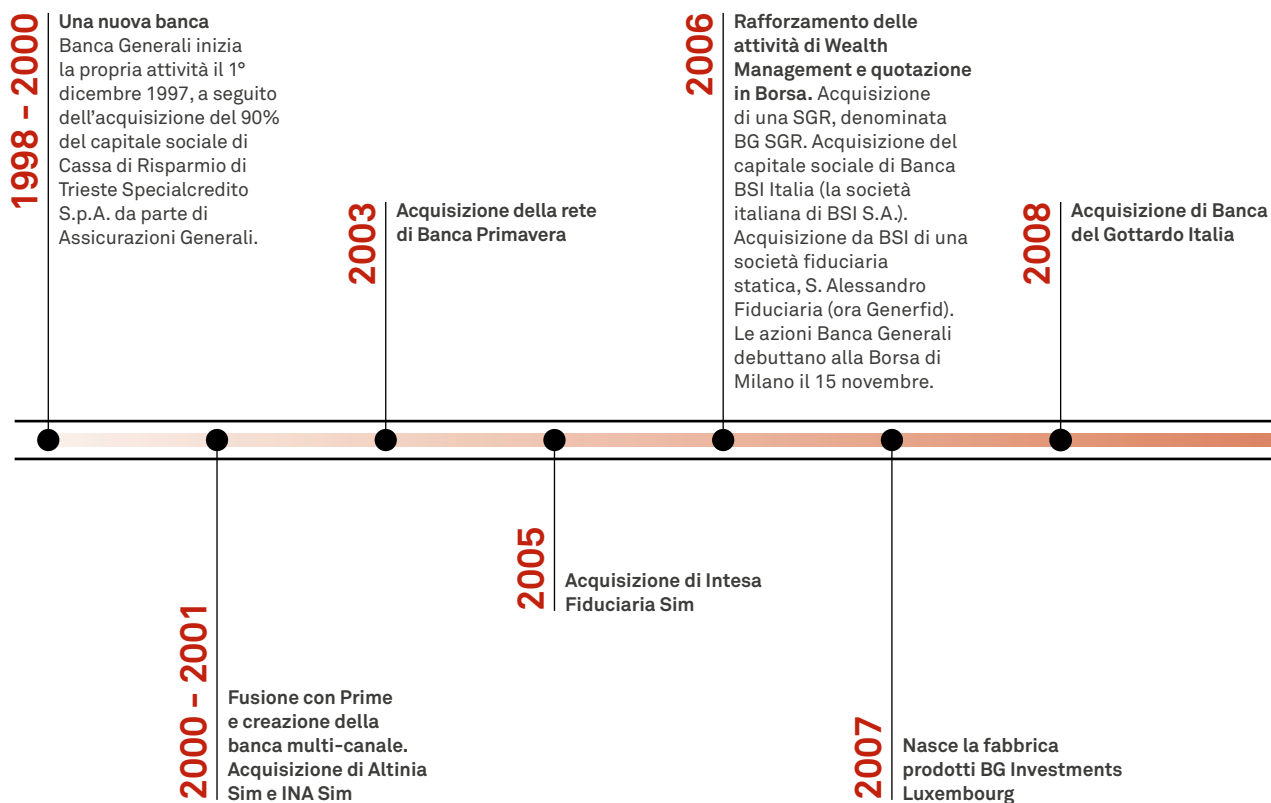 1998 - 2000
Una nuova banca
Banca Generali inizia
la propria attività il 1°
dicembre 1997, a seguito
dell'acquisizione del 90%
del capitale sociale di
Cassa di Risparmio di
Trieste Specialcredito
S.p.A. da parte di
Assicurazioni Generali.
2000 - 2001
Fusione con Prime
e creazione della
banca multi-canale.
Acquisizione di Altinia
Sim e INA Sim
2003
Acquisizione della rete
di Banca Primavera
2005
Acquisizione di Intesa
Fiduciaria Sim
2006
Rafforzamento delle
attività di Wealth
Management e quotazione
in Borsa. Acquisizione
di una SGR, denominata
BG SGR. Acquisizione del
capitale sociale di Banca
BSI Italia (la società
italiana di BSI S.A.).
Acquisizione da BSI di una
società fiduciaria
statica, S. Alessandro
Fiduciaria (ora Generfid).
Le azioni Banca Generali
debuttano alla Borsa di
Milano il 15 novembre.
2007
Nasce la fabbrica
prodotti BG Investments
Luxembourg
2008
Acquisizione di Banca
del Gottardo Italia